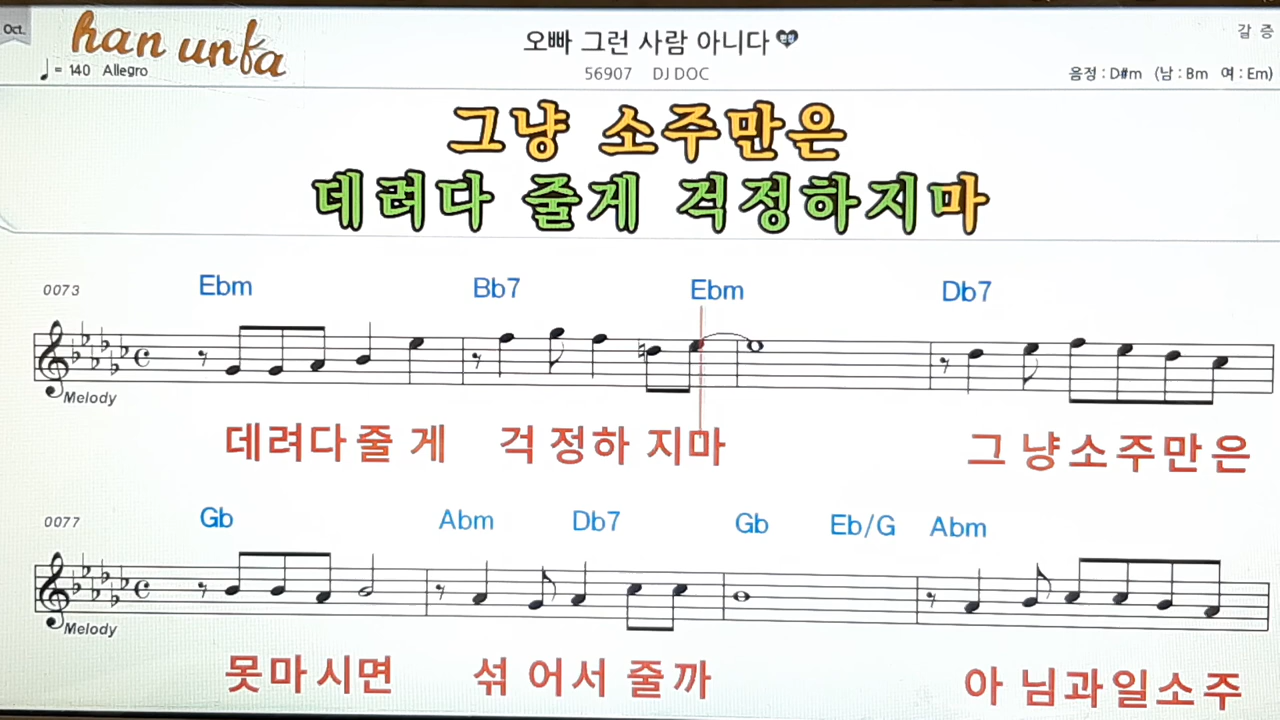 Oct.
han unfa
♩= 140 Allegro
오빠 그런 사람 아니다
56907 DJ DOC
갈 증
음정 : D#m (남 : Bm 여 : Em)
그냥 소주만은
데려다 줄게 걱정하지마
0073 Ebm Bb7 Ebm Db7
Melody
데려다줄 게 걱 정하 지마 그 냥소주만은
0077 Gb Abm Db7 Gb Eb/G Abm
Melody
못마시면 섞 어서 줄까 아 님과일소주